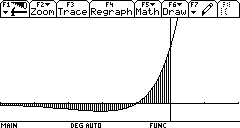 F1 F2 Zoom F3 Trace F4 Regraph F5 Math F6 Draw F7
MAIN DEG AUTO FUNC